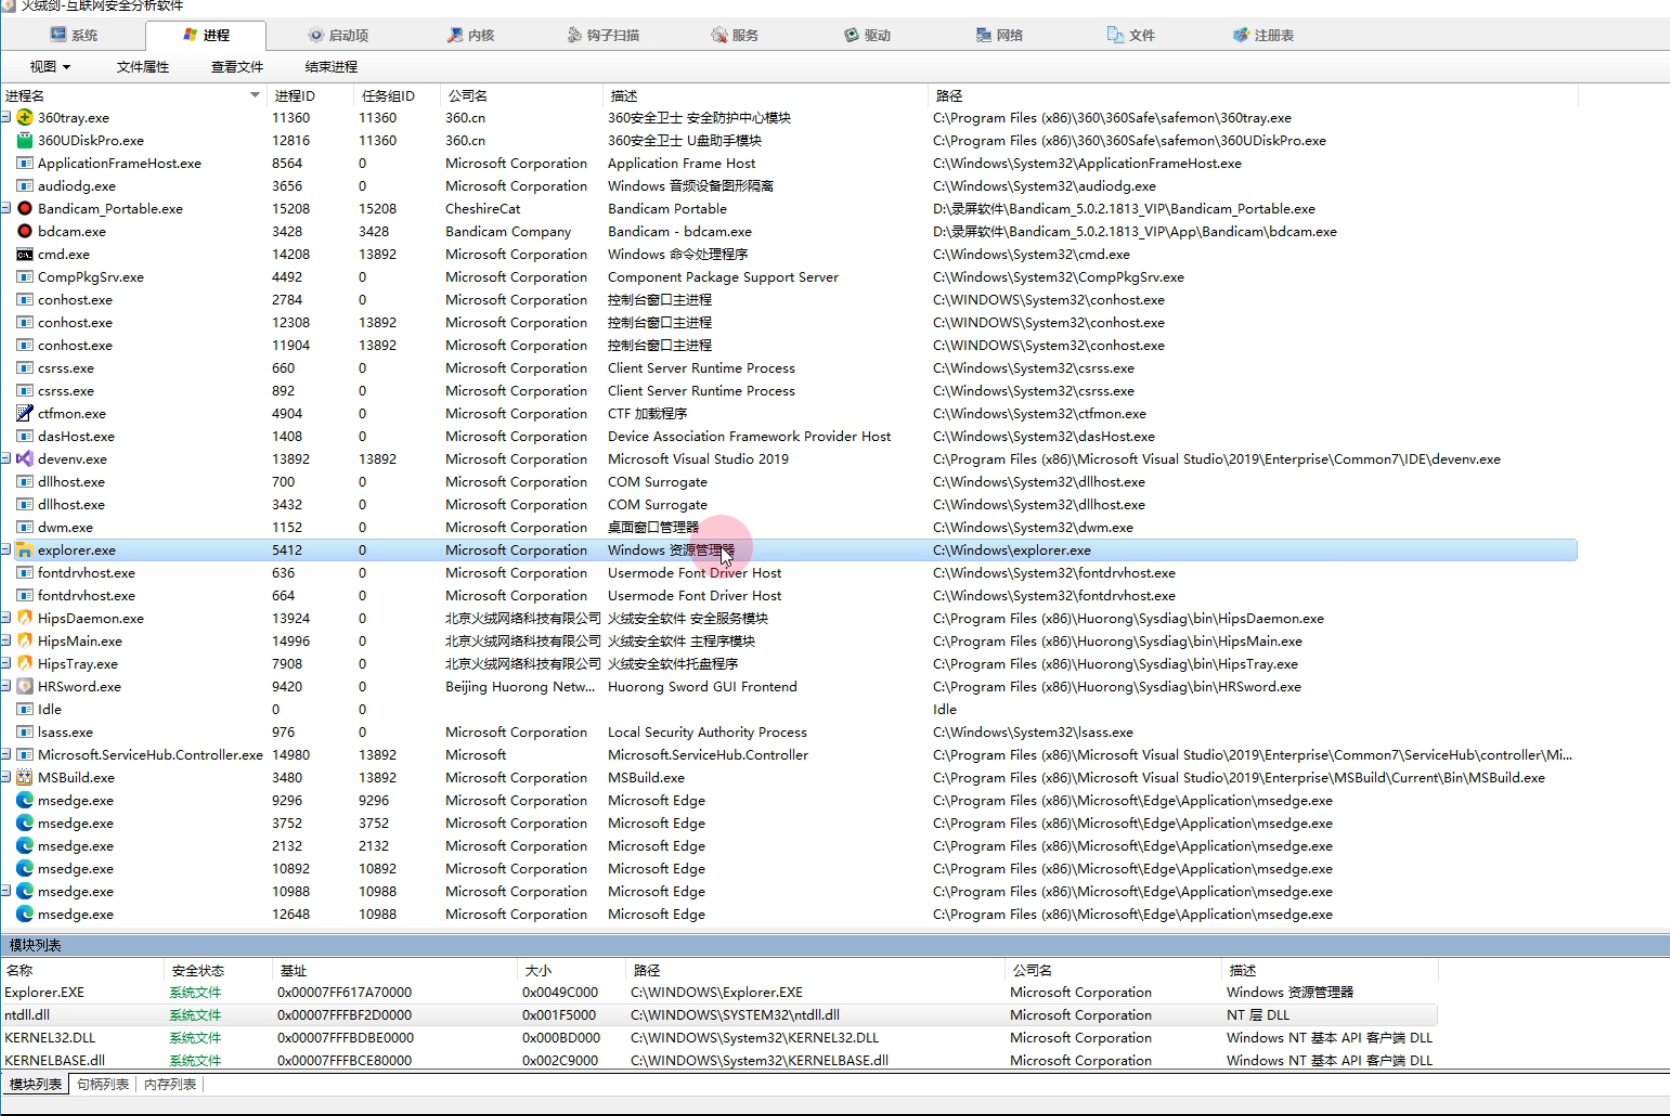 火绒剑-互联网安全分析软件
系统 进程 启动项 内核 钩子扫描 服务 驱动 网络 文件 注册表
视图 文件属性 查看文件 结束进程
进程名 进程ID 任务组ID 公司名 描述 路径
360tray.exe 11360 11360 360.cn 360安全卫士 安全防护中心模块 C:\Program Files (x86)\360\360Safe\safemon\360tray.exe
360UDiskPro.exe 12816 11360 360.cn 360安全卫士 U盘助手模块 C:\Program Files (x86)\360\360Safe\safemon\360UDiskPro.exe
ApplicationFrameHost.exe 8564 0 Microsoft Corporation Application Frame Host C:\Windows\System32\ApplicationFrameHost.exe
audiodg.exe 3656 0 Microsoft Corporation Windows 音频设备图形隔离 C:\Windows\System32\audiodg.exe
Bandicam_Portable.exe 15208 15208 CheshireCat Bandicam Portable D:\录屏软件\Bandicam_5.0.2.1813_VIP\Bandicam_Portable.exe
bdcam.exe 3428 3428 Bandicam Company Bandicam - bdcam.exe D:\录屏软件\Bandicam_5.0.2.1813_VIP\App\Bandicam\bdcam.exe
cmd.exe 14208 13892 Microsoft Corporation Windows 命令处理程序 C:\Windows\System32\cmd.exe
CompPkgSrv.exe 4492 0 Microsoft Corporation Component Package Support Server C:\Windows\System32\CompPkgSrv.exe
conhost.exe 2784 0 Microsoft Corporation 控制台窗口主进程 C:\WINDOWS\System32\conhost.exe
conhost.exe 12308 13892 Microsoft Corporation 控制台窗口主进程 C:\WINDOWS\System32\conhost.exe
conhost.exe 11904 13892 Microsoft Corporation 控制台窗口主进程 C:\WINDOWS\System32\conhost.exe
csrss.exe 660 0 Microsoft Corporation Client Server Runtime Process C:\Windows\System32\csrss.exe
csrss.exe 892 0 Microsoft Corporation Client Server Runtime Process C:\Windows\System32\csrss.exe
ctfmon.exe 4904 0 Microsoft Corporation CTF 加载程序 C:\Windows\System32\ctfmon.exe
dasHost.exe 1408 0 Microsoft Corporation Device Association Framework Provider Host C:\Windows\System32\dasHost.exe
devenv.exe 13892 13892 Microsoft Corporation Microsoft Visual Studio 2019 C:\Program Files (x86)\Microsoft Visual Studio\2019\Enterprise\Common7\IDE\devenv.exe
dllhost.exe 700 0 Microsoft Corporation COM Surrogate C:\Windows\System32\dllhost.exe
dllhost.exe 3432 0 Microsoft Corporation COM Surrogate C:\Windows\System32\dllhost.exe
dwm.exe 1152 0 Microsoft Corporation 桌面窗口管理器 C:\Windows\System32\dwm.exe
explorer.exe 5412 0 Microsoft Corporation Windows 资源管理器 C:\Windows\explorer.exe
fontdrvhost.exe 636 0 Microsoft Corporation Usermode Font Driver Host C:\Windows\System32\fontdrvhost.exe
fontdrvhost.exe 664 0 Microsoft Corporation Usermode Font Driver Host C:\Windows\System32\fontdrvhost.exe
HipsDaemon.exe 13924 0 北京火绒网络科技有限公司 火绒安全软件 安全服务模块 C:\Program Files (x86)\Huorong\Sysdiag\bin\HipsDaemon.exe
HipsMain.exe 14996 0 北京火绒网络科技有限公司 火绒安全软件 主程序模块 C:\Program Files (x86)\Huorong\Sysdiag\bin\HipsMain.exe
HipsTray.exe 7908 0 北京火绒网络科技有限公司 火绒安全软件托盘程序 C:\Program Files (x86)\Huorong\Sysdiag\bin\HipsTray.exe
HRSword.exe 9420 0 Beijing Huorong Netw... Huorong Sword GUI Frontend C:\Program Files (x86)\Huorong\Sysdiag\bin\HRSword.exe
Idle 0 0 Idle
lsass.exe 976 0 Microsoft Corporation Local Security Authority Process C:\Windows\System32\lsass.exe
Microsoft.ServiceHub.Controller.exe 14980 13892 Microsoft Microsoft.ServiceHub.Controller C:\Program Files (x86)\Microsoft Visual Studio\2019\Enterprise\Common7\ServiceHub\controller\Mi...
MSBuild.exe 3480 13892 Microsoft Corporation MSBuild.exe C:\Program Files (x86)\Microsoft Visual Studio\2019\Enterprise\MSBuild\Current\Bin\MSBuild.exe
msedge.exe 9296 9296 Microsoft Corporation Microsoft Edge C:\Program Files (x86)\Microsoft\Edge\Application\msedge.exe
msedge.exe 3752 3752 Microsoft Corporation Microsoft Edge C:\Program Files (x86)\Microsoft\Edge\Application\msedge.exe
msedge.exe 2132 2132 Microsoft Corporation Microsoft Edge C:\Program Files (x86)\Microsoft\Edge\Application\msedge.exe
msedge.exe 10892 10892 Microsoft Corporation Microsoft Edge C:\Program Files (x86)\Microsoft\Edge\Application\msedge.exe
msedge.exe 10988 10988 Microsoft Corporation Microsoft Edge C:\Program Files (x86)\Microsoft\Edge\Application\msedge.exe
msedge.exe 12648 10988 Microsoft Corporation Microsoft Edge C:\Program Files (x86)\Microsoft\Edge\Application\msedge.exe
模块列表
名称 安全状态 基址 大小 路径 公司名 描述
Explorer.EXE 系统文件 0x00007FF617A70000 0x0049C000 C:\WINDOWS\Explorer.EXE Microsoft Corporation Windows 资源管理器
ntdll.dll 系统文件 0x00007FFFBF2D0000 0x001F5000 C:\WINDOWS\SYSTEM32\ntdll.dll Microsoft Corporation NT 层 DLL
KERNEL32.DLL 系统文件 0x00007FFFBDBE0000 0x000BD000 C:\WINDOWS\System32\KERNEL32.DLL Microsoft Corporation Windows NT 基本 API 客户端 DLL
KERNELBASE.dll 系统文件 0x00007FFFBCE80000 0x002C9000 C:\WINDOWS\System32\KERNELBASE.dll Microsoft Corporation Windows NT 基本 API 客户端 DLL
模块列表 句柄列表 内存列表